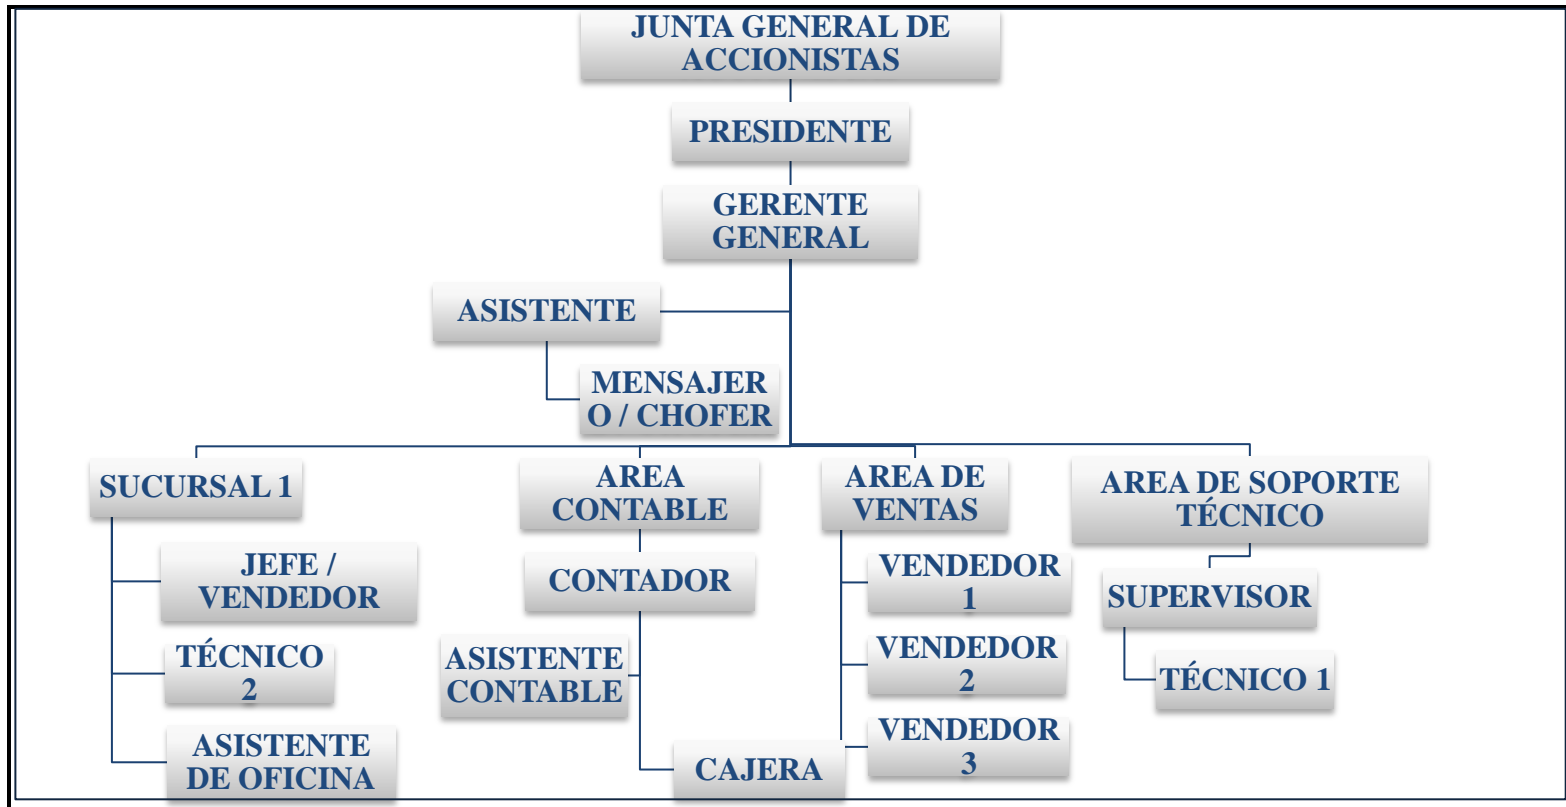 JUNTA GENERAL DE
ACCIONISTAS
PRESIDENTE
GERENTE
GENERAL
ASISTENTE
MENSAJER
O / CHOFER
SUCURSAL 1
JEFE /
VENDEDOR
TÉCNICO
2
ASISTENTE
DE OFICINA
AREA
CONTABLE
CONTADOR
ASISTENTE
CONTABLE
CAJERA
AREA DE
VENTAS
VENDEDOR
1
VENDEDOR
2
VENDEDOR
3
AREA DE SOPORTE
TÉCNICO
SUPERVISOR
TÉCNICO 1